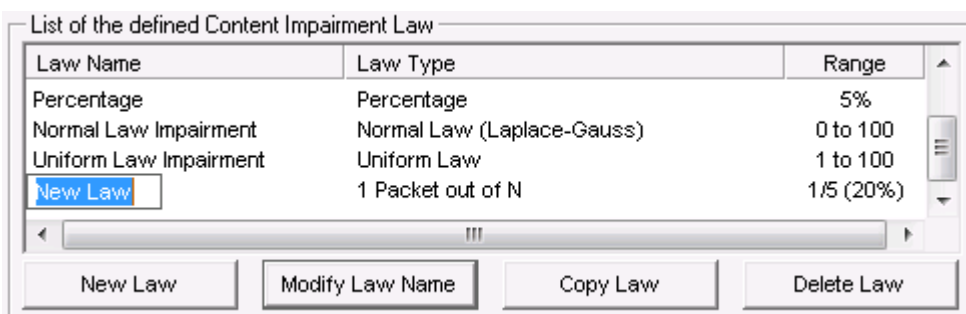 List of the defined Content Impairment Law
Law Name Law Type Range
Percentage Percentage 5%
Normal Law Impairment Normal Law (Laplace-Gauss) 0 to 100
Uniform Law Impairment Uniform Law 1 to 100
New Law 1 Packet out of N 1/5 (20%)
New Law Modify Law Name Copy Law Delete Law